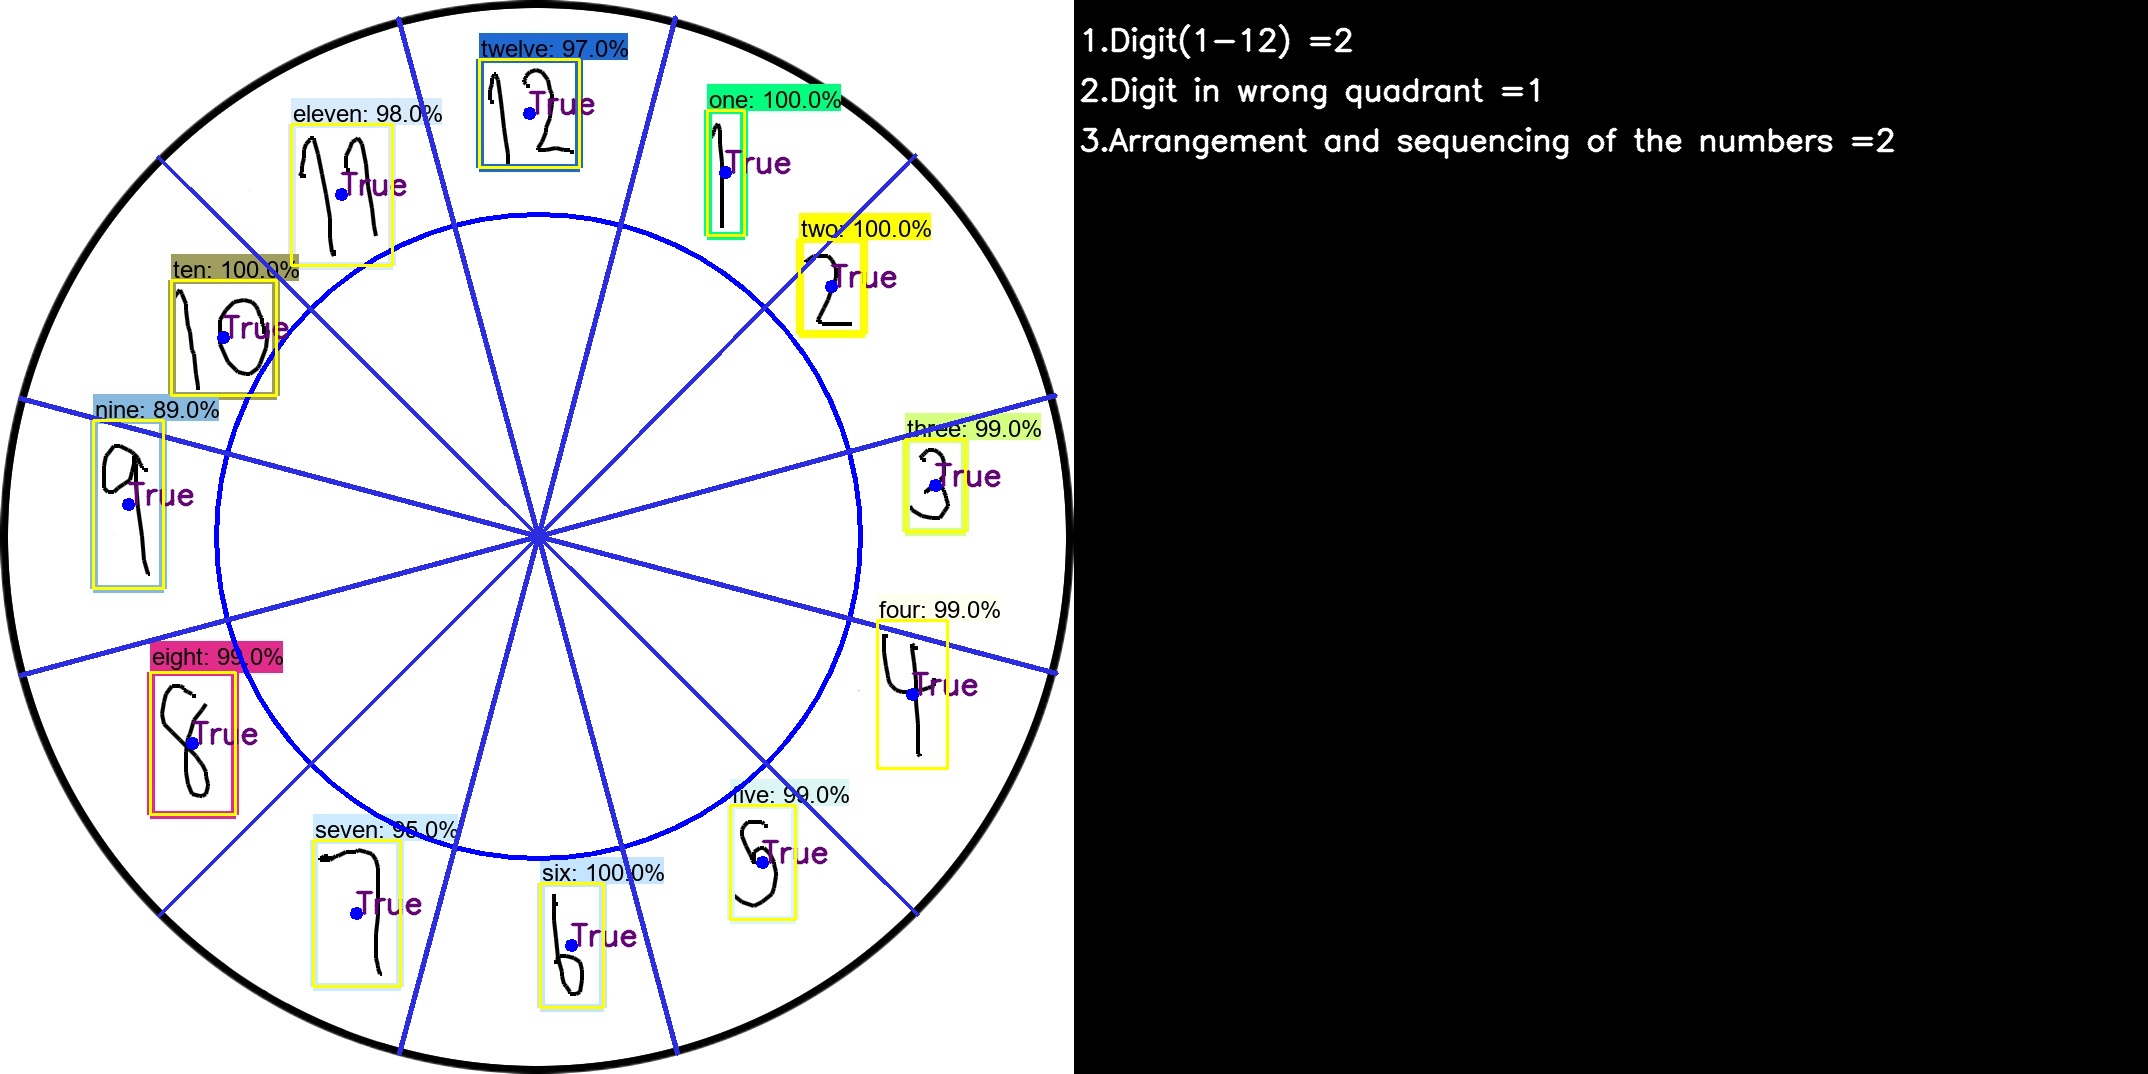 twelve: 97.0%
12
True
one: 100.0%
1
True
eleven: 98.0%
11
True
two: 100.0%
2
True
ten: 100.0%
10
True
nine: 89.0%
9
True
three: 99.0%
3
True
four: 99.0%
4
True
eight: 99.0%
8
True
five: 99.0%
5
True
seven: 95.0%
7
True
six: 100.0%
6
True
1.Digit(1-12) =2
2.Digit in wrong quadrant =1
3.Arrangement and sequencing of the numbers =2